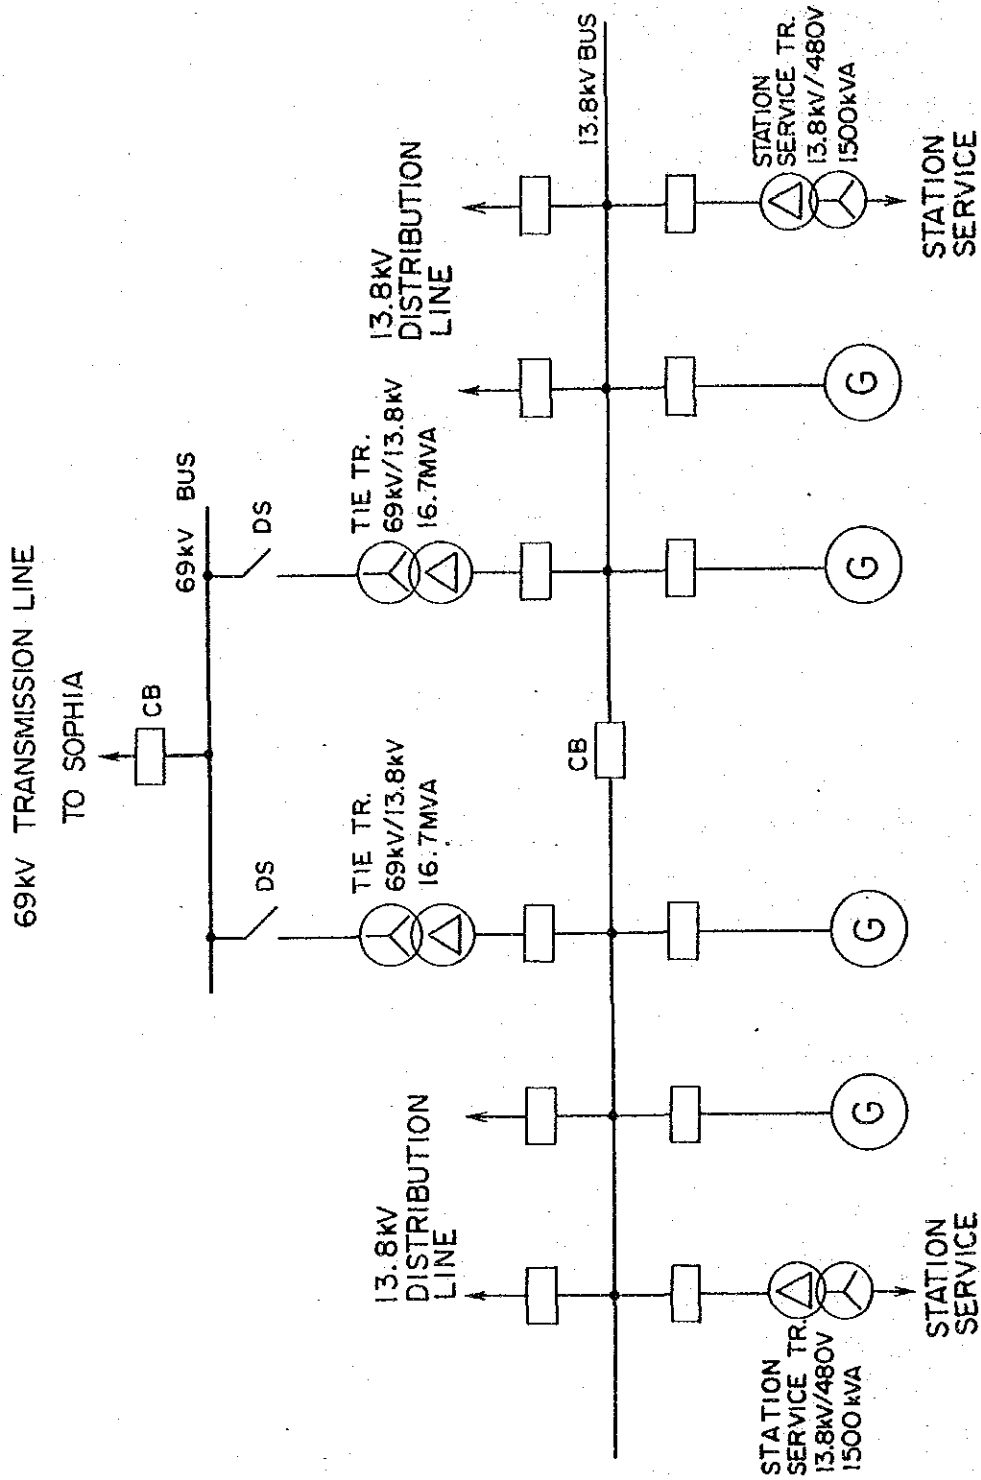 69kV TRANSMISSION LINE
TO SOPHIA
CB
69kV BUS
DS
DS
TIE TR.
69kV/13.8kV
16.7MVA
TIE TR.
69kV/13.8kV
16.7MVA
13.8kV
DISTRIBUTION
LINE
13.8kV
DISTRIBUTION
LINE
CB
13.8kV BUS
G
G
G
G
STATION
SERVICE TR.
13.8kV/480V
1500kVA
STATION
SERVICE
STATION
SERVICE TR.
13.8kV/480V
1500kVA
STATION
SERVICE